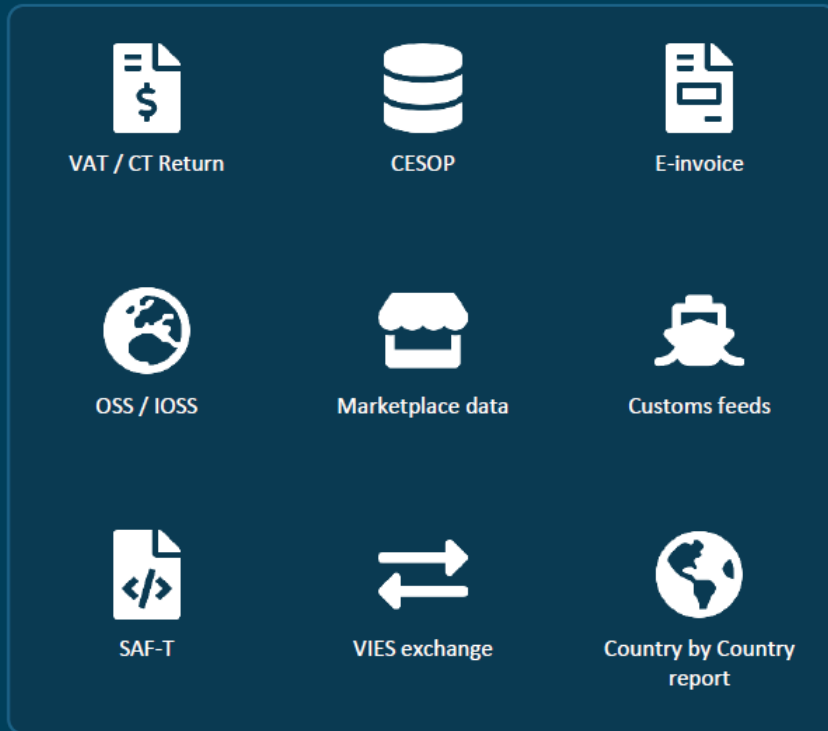 $
VAT / CT Return
CESOP
E-invoice
OSS / IOSS
Marketplace data
Customs feeds
</>
SAF-T
VIES exchange
Country by Country
report